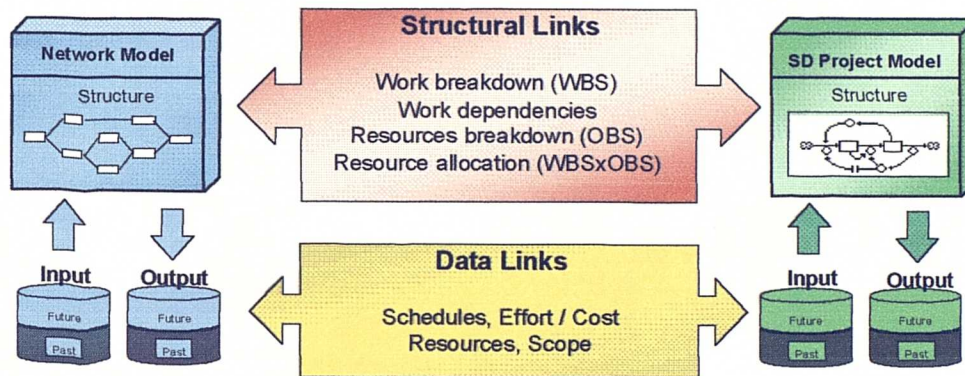 Network Model
Structure
Structural Links
Work breakdown (WBS)
Work dependencies
Resources breakdown (OBS)
Resource allocation (WBSxOBS)
SD Project Model
Structure
Input
Output
Future
Past
Future
Past
Data Links
Schedules, Effort / Cost
Resources, Scope
Input
Output
Future
Past
Future
Past